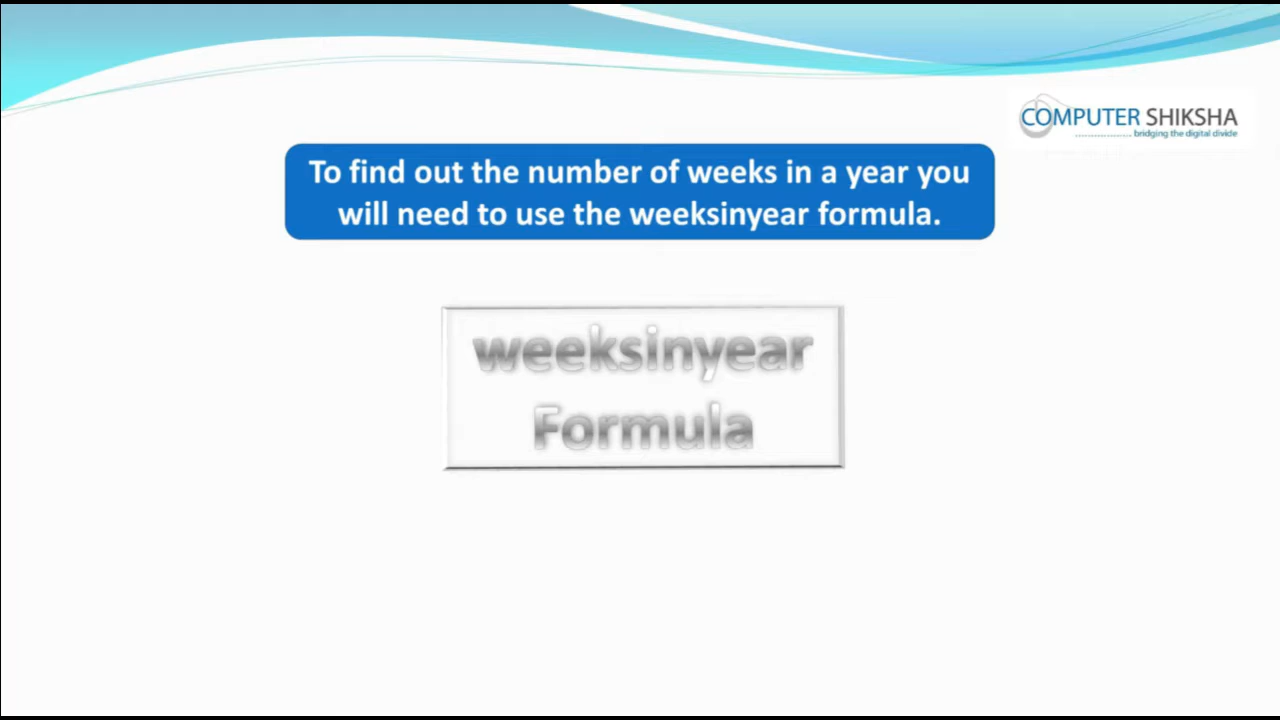 COMPUTER SHIKSHA
bridging the digital divide
To find out the number of weeks in a year you
will need to use the weeksinyear formula.
weeksinyear
Formula